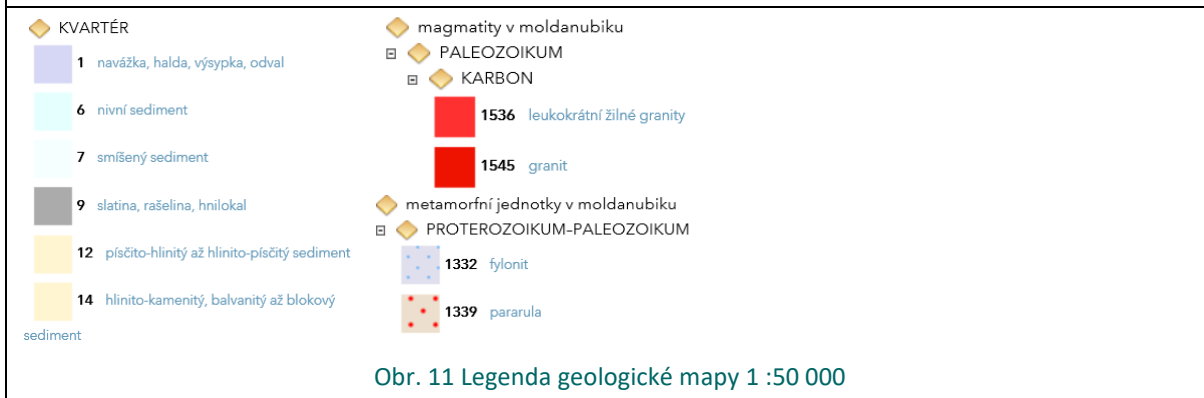 KVARTÉR
1 navážka, halda, výsypka, odval
6 nivní sediment
7 smíšený sediment
9 slatina, rašelina, hnilokal
12 písčito-hlinitý až hlinito-písčitý sediment
14 hlinito-kamenitý, balvanitý až blokový
sediment
magmatity v moldanubiku
PALEOZOIKUM
KARBON
1536 leukokrátní žilné granity
1545 granit
metamorfní jednotky v moldanubiku
PROTEROZOIKUM-PALEOZOIKUM
1332 fylonit
1339 pararula
Obr. 11 Legenda geologické mapy 1 :50 000